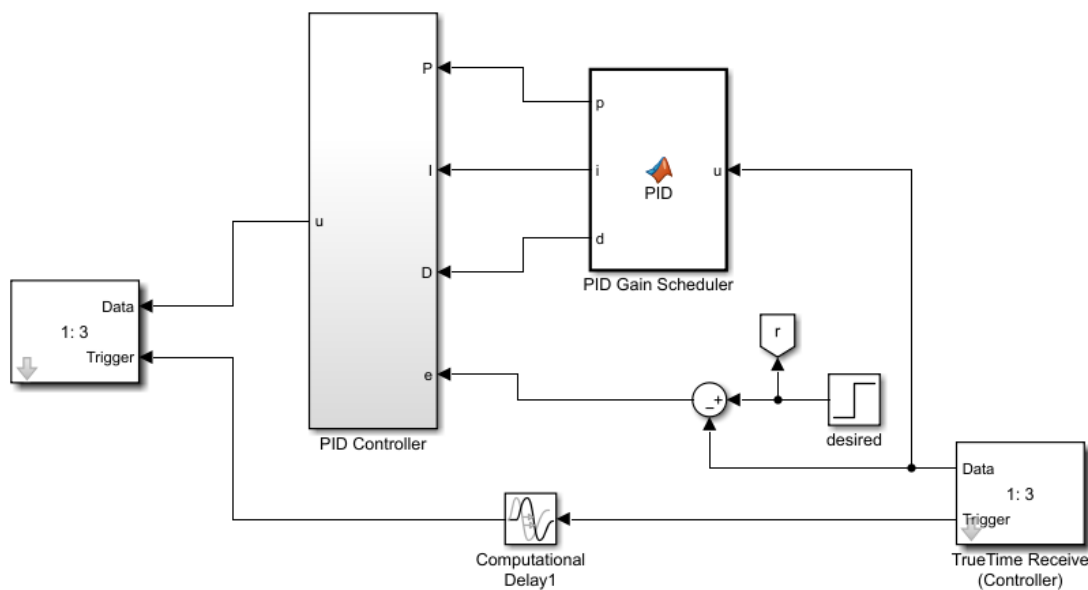 P
p
I
i
PID
u
u
D
d
PID Gain Scheduler
Data
1: 3
Trigger
r
e
_+
desired
PID Controller
Data
1: 3
Trigger
Computational
Delay1
TrueTime Receive
(Controller)